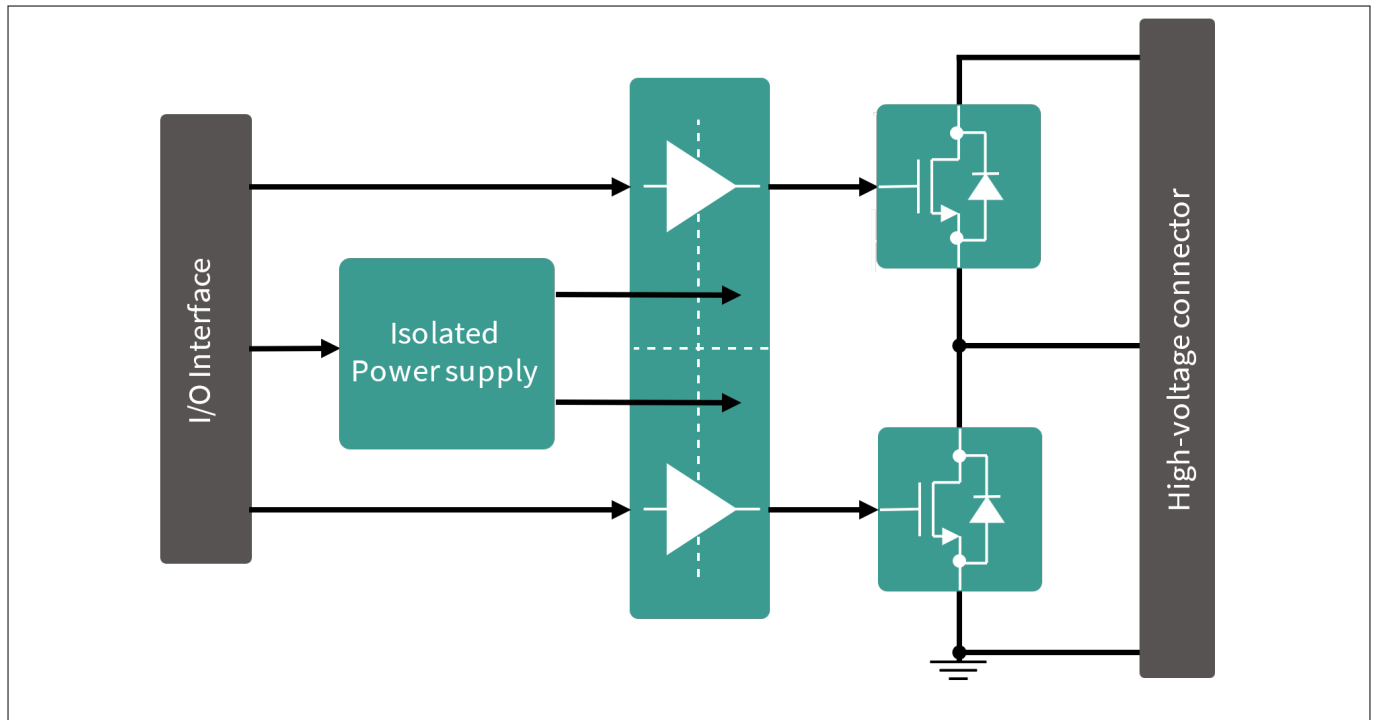 I/O Interface
Isolated
Power supply
High-voltage connector